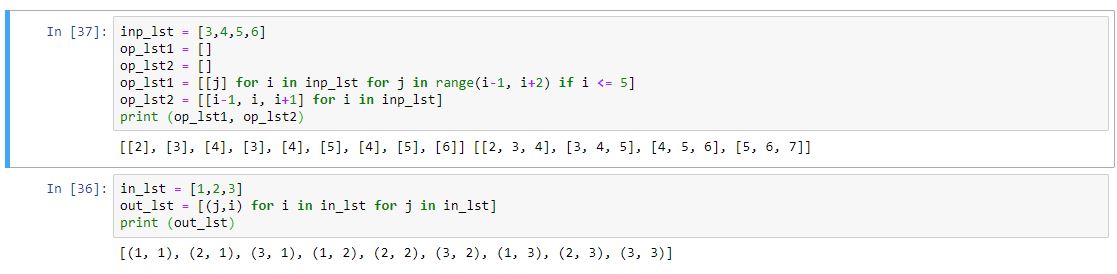 In [37]: inp_lst = [3,4,5,6]
op_lst1 = []
op_lst2 = []
op_lst1 = [[j] for i in inp_lst for j in range(i-1, i+2) if i <= 5]
op_lst2 = [[i-1, i, i+1] for i in inp_lst]
print (op_lst1, op_lst2)
[[2], [3], [4], [3], [4], [5], [4], [5], [6]] [[2, 3, 4], [3, 4, 5], [4, 5, 6], [5, 6, 7]]
In [36]: in_lst = [1,2,3]
out_lst = [(j,i) for i in in_lst for j in in_lst]
print (out_lst)
[(1, 1), (2, 1), (3, 1), (1, 2), (2, 2), (3, 2), (1, 3), (2, 3), (3, 3)]